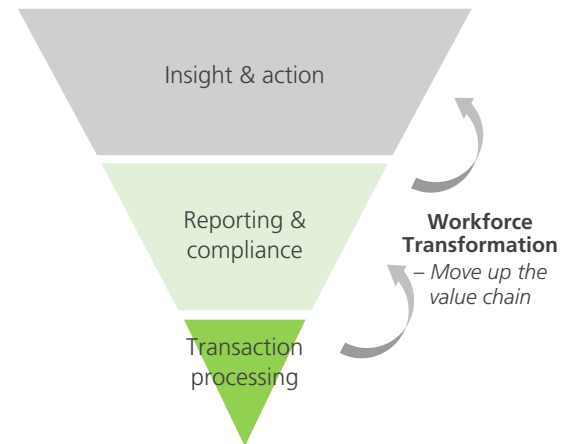 Insight & action
Reporting &
compliance
Workforce
Transformation
– Move up the
value chain
Transaction
processing